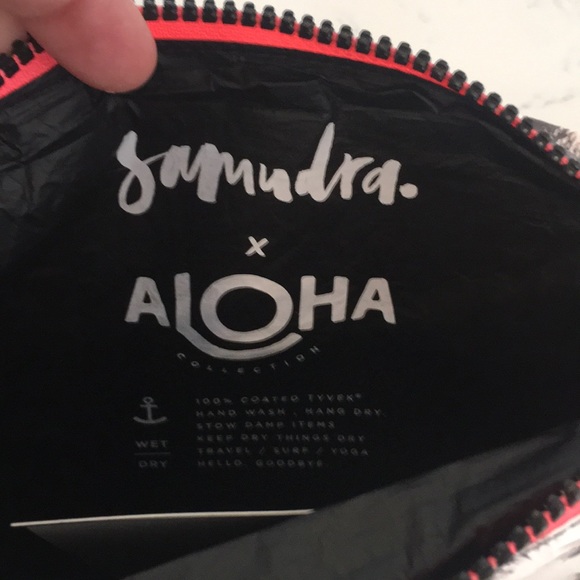 Samudra.
x
ALOHA
COLLECTION
100% COATED TYVEK®
HAND WASH . HANG DRY.
STOW DAMP ITEMS
KEEP DRY THINGS DRY
TRAVEL / SURF / YOGA
HELLO. GOODBYE
WET
DRY